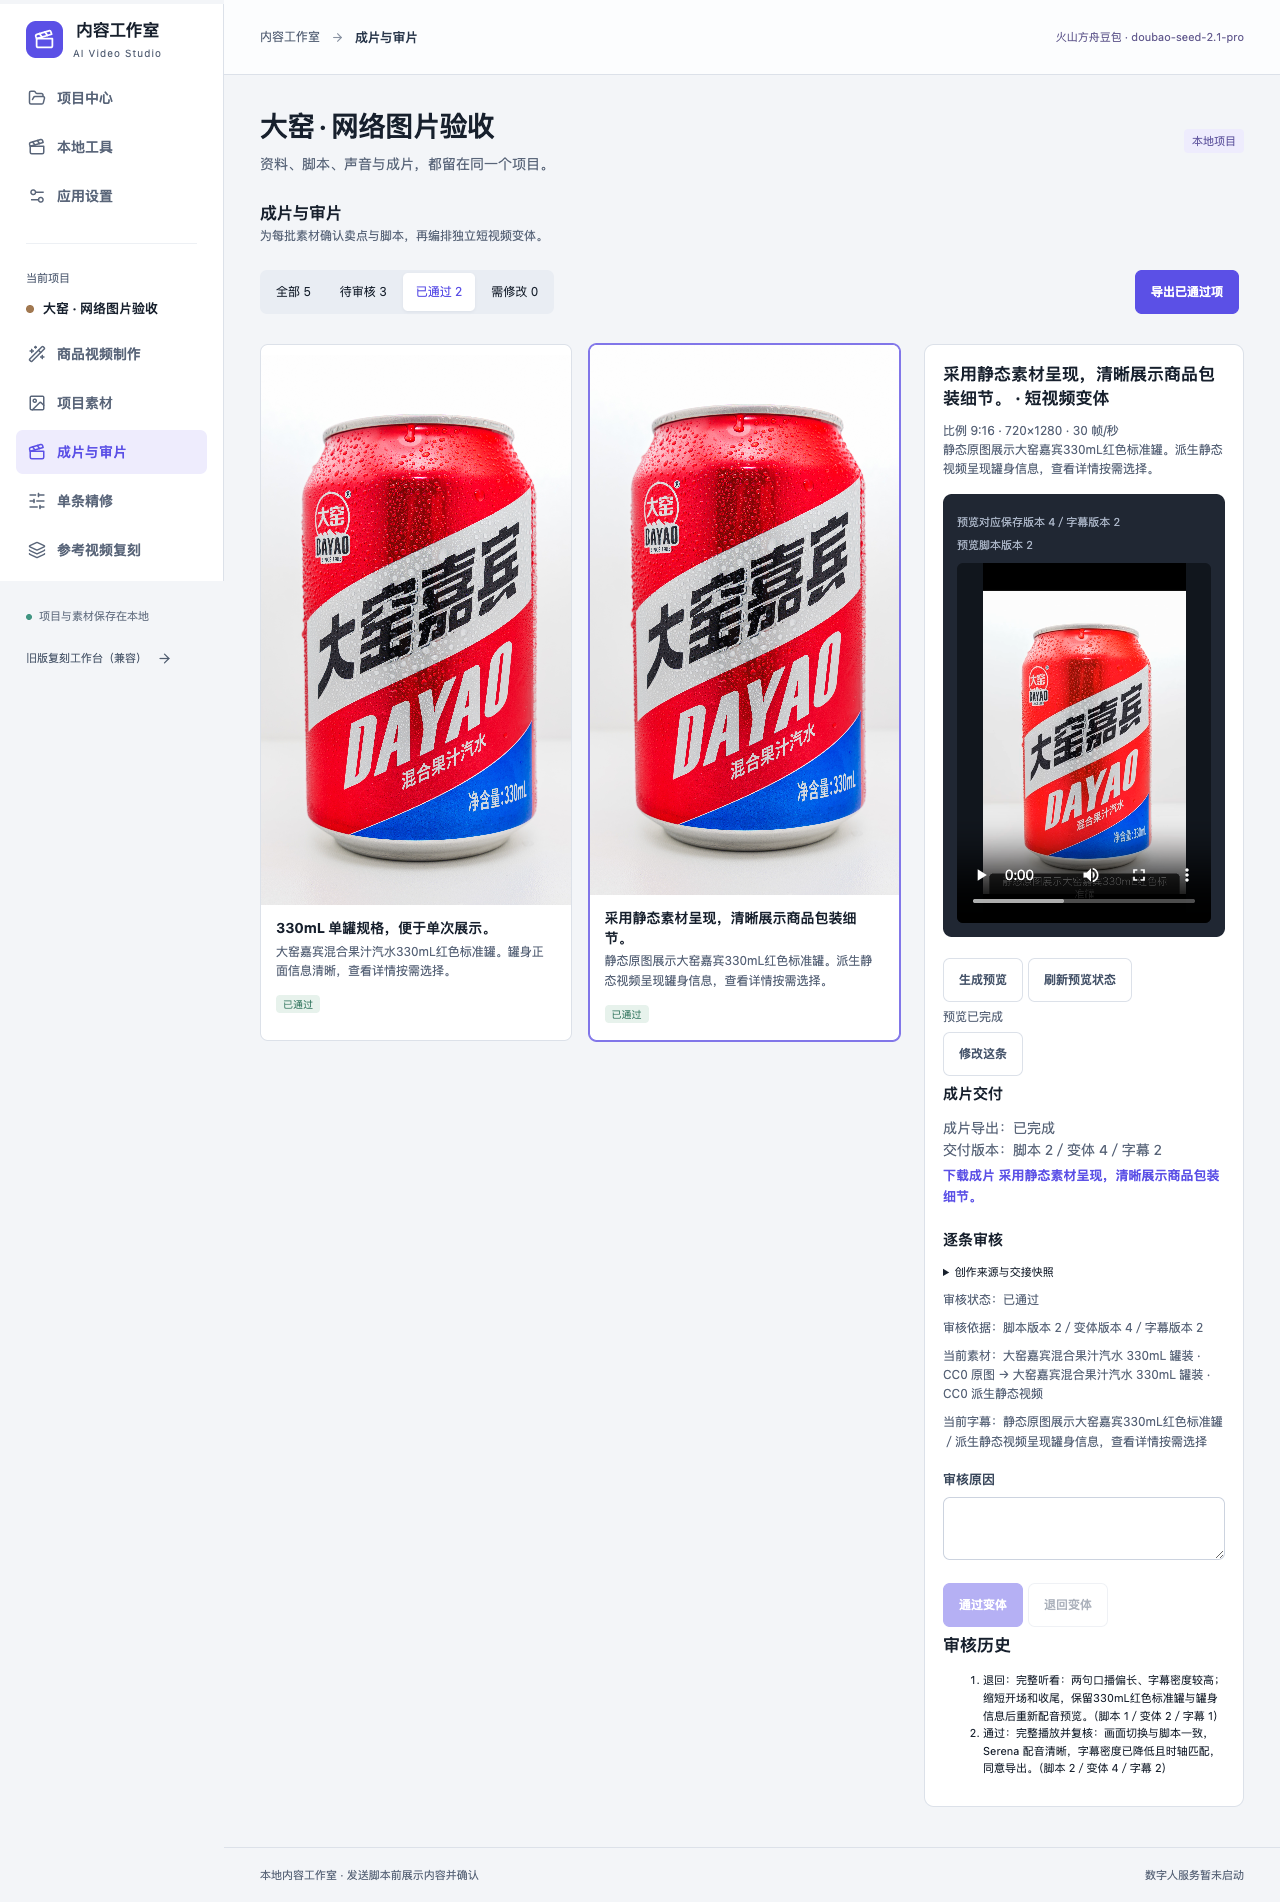 内容工作室
AI Video Studio
项目中心
本地工具
应用设置
当前项目
大窑 · 网络图片验收
商品视频制作
项目素材
成片与审片
单条精修
参考视频复刻
项目与素材保存在本地
旧版复刻工作台（兼容） →
内容工作室 → 成片与审片
火山方舟豆包 · doubao-seed-2.1-pro
大窑 · 网络图片验收
资料、脚本、声音与成片，都留在同一个项目。
本地项目
成片与审片
为每批素材确认卖点与脚本，再编排独立短视频变体。
全部 5
待审核 3
已通过 2
需修改 0
导出已通过项
大窑
DAYAO
大窑嘉宾
DAYAO
混合果汁汽水
净含量:330mL
330mL 单罐规格，便于单次展示。
大窑嘉宾混合果汁汽水330mL红色标准罐。罐身正
面信息清晰，查看详情按需选择。
已通过
大窑
DAYAO
大窑嘉宾
DAYAO
混合果汁汽水
净含量:330mL
采用静态素材呈现，清晰展示商品包装细
节。
静态原图展示大窑嘉宾330mL红色标准罐。派生静
态视频呈现罐身信息，查看详情按需选择。
已通过
采用静态素材呈现，清晰展示商品包
装细节。 · 短视频变体
比例 9:16 · 720×1280 · 30 帧/秒
静态原图展示大窑嘉宾330mL红色标准罐。派生静态
视频呈现罐身信息，查看详情按需选择。
预览对应保存版本 4 / 字幕版本 2
预览脚本版本 2
大窑
DAYAO
大窑嘉宾
DAYAO
混合果汁汽水
净含量:330mL
静态原图展示大窑嘉宾330mL红色标
准罐
0:00
生成预览
刷新预览状态
预览已完成
修改这条
成片交付
成片导出：已完成
交付版本：脚本 2 / 变体 4 / 字幕 2
下载成片 采用静态素材呈现，清晰展示商品包装
细节。
逐条审核
▶ 创作来源与交接快照
审核状态：已通过
审核依据：脚本版本 2 / 变体版本 4 / 字幕版本 2
当前素材：大窑嘉宾混合果汁汽水 330mL 罐装 ·
CC0 原图 → 大窑嘉宾混合果汁汽水 330mL 罐装 ·
CC0 派生静态视频
当前字幕：静态原图展示大窑嘉宾330mL红色标准罐
/ 派生静态视频呈现罐身信息，查看详情按需选择
审核原因
通过变体
退回变体
审核历史
1. 退回：完整听看：两句口播偏长、字幕密度较高；
缩短开场和收尾，保留330mL红色标准罐与罐身
信息后重新配音预览。(脚本 1 / 变体 2 / 字幕 1)
2. 通过：完整播放并复核：画面切换与脚本一致，
Serena 配音清晰，字幕密度已降低且时轴匹配，
同意导出。(脚本 2 / 变体 4 / 字幕 2)
本地内容工作室 · 发送脚本前展示内容并确认
数字人服务暂未启动